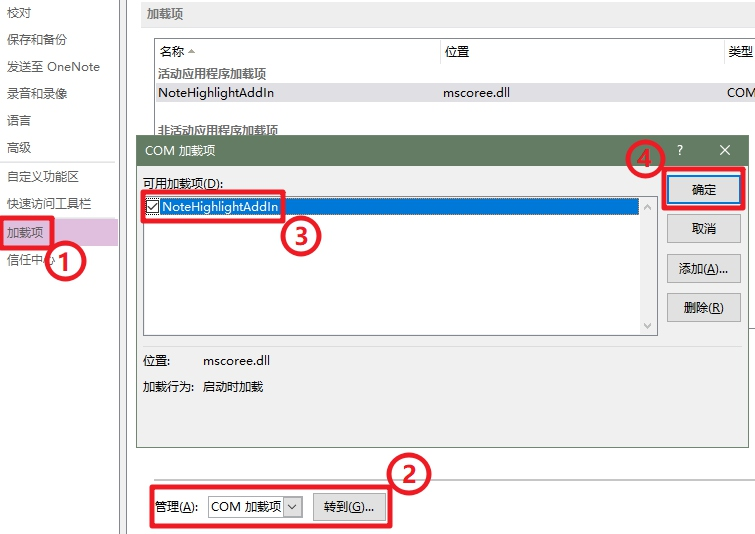 校对
保存和备份
发送至 OneNote
录音和录像
语言
高级
自定义功能区
快速访问工具栏
加载项
信任中心
1
加载项
名称 位置 类型
活动应用程序加载项
NoteHighlightAddIn mscoree.dll COM
非活动应用程序加载项
COM 加载项 ?
4
可用加载项(D):
NoteHighlightAddIn
3
确定
取消
添加(A)...
删除(R)
位置: mscoree.dll
加载行为: 启动时加载
2
管理(A): COM 加载项 转到(G)...